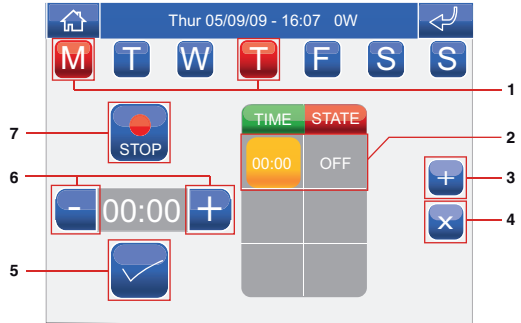 Thur 05/09/09 - 16:07 0W
M T W T F S S
1
7
STOP
TIME STATE
2
00:00 OFF
6
- 00:00 +
+
3
x
4
5